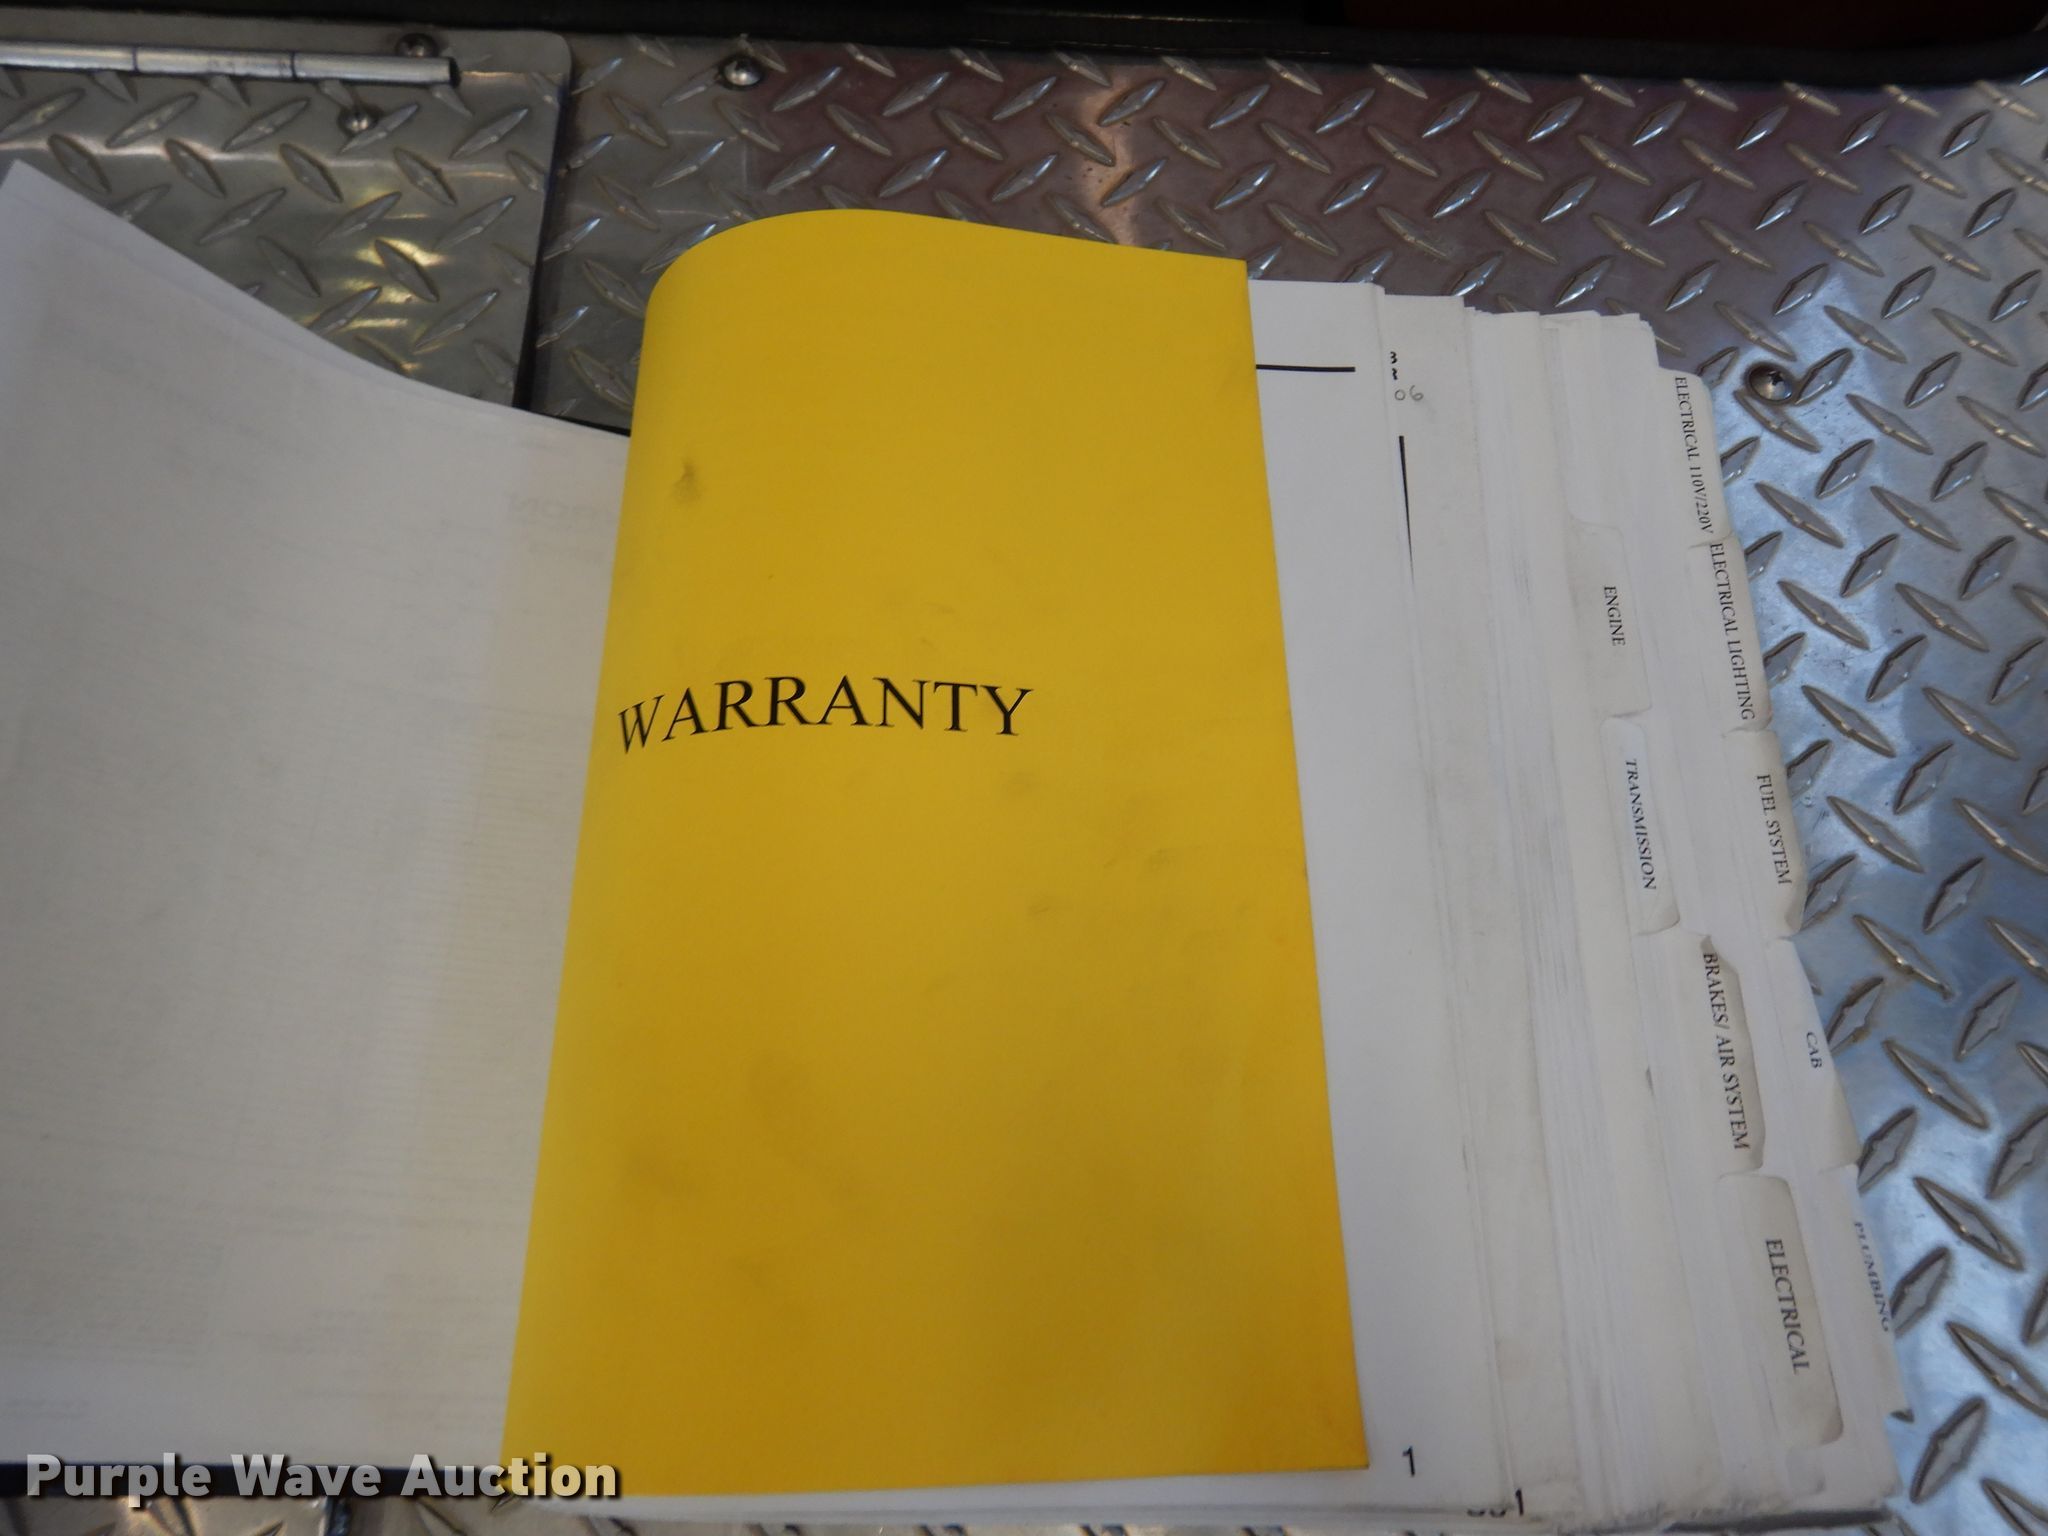 WARRANTY
06
ELECTRICAL 110V/220V
ELECTRICAL LIGHTING
ENGINE
FUEL SYSTEM
TRANSMISSION
BRAKES/ AIR SYSTEM
CAB
PLUMBING
ELECTRICAL
1
Purple Wave Auction